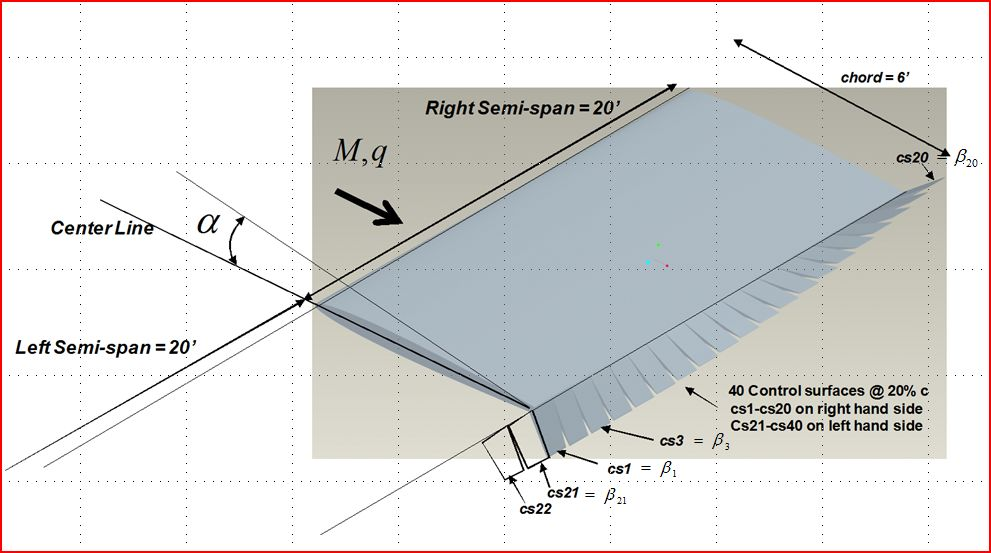 chord = 6'
Right Semi-span = 20'
M, q
cs20 = β20
α
Center Line
Left Semi-span = 20'
40 Control surfaces @ 20% c
cs1-cs20 on right hand side
Cs21-cs40 on left hand side
cs3 = β3
cs1 = β1
cs21 = β21
cs22